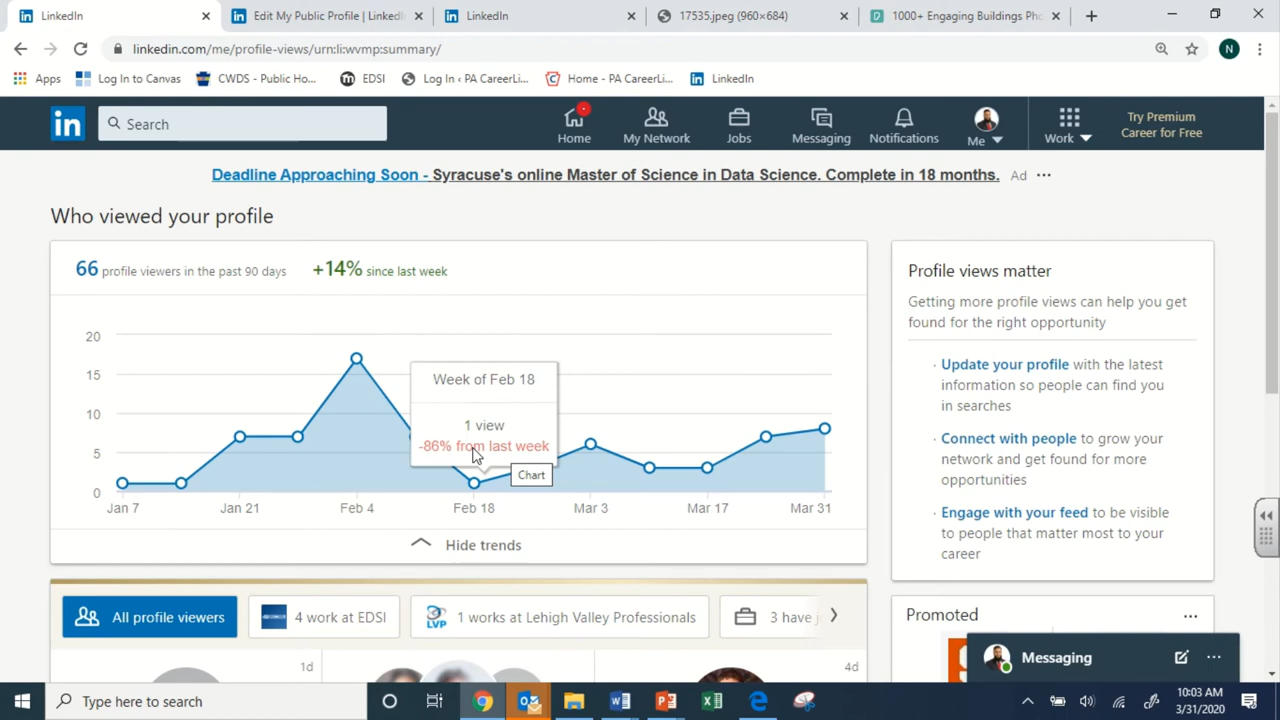 LinkedIn
Edit My Public Profile | LinkedIn
LinkedIn
17535.jpeg (960×684)
1000+ Engaging Buildings Pho
linkedin.com/me/profile-views/urn:li:wvmp:summary/
N
Apps
Log In to Canvas
CWDS - Public Ho...
EDSI
Log In ‹ PA CareerLi...
Home - PA CareerLi...
LinkedIn
in
Search
Home
My Network
Jobs
Messaging
Notifications
Me
Work
Try Premium
Career for Free
Deadline Approaching Soon - Syracuse's online Master of Science in Data Science. Complete in 18 months. Ad ...
Who viewed your profile
66 profile viewers in the past 90 days
+14% since last week
20
15
10
5
0
Week of Feb 18
1 view
-86% from last week
Chart
Jan 7
Jan 21
Feb 4
Feb 18
Mar 3
Mar 17
Mar 31
Hide trends
Profile views matter
Getting more profile views can help you
get found for the right opportunity
· Update your profile with the latest
information so people can find you
in searches
· Connect with people to grow your
network and get found for more
opportunities
· Engage with your feed to be visible
to people that matter most to your
career
All profile viewers
4 work at EDSI
LVP
1 works at Lehigh Valley Professionals
3 have
1d
4d
Promoted
...
Messaging
...
Type here to search
10:03 AM
3/31/2020